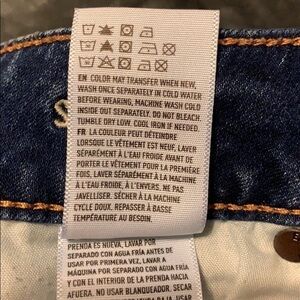 EN COLOR MAY TRANSFER WHEN NEW,
WASH ONCE SEPARATELY IN COLD WATER
BEFORE WEARING, MACHINE WASH COLD
INSIDE OUT SEPARATELY. DO NOT BLEACH.
TUMBLE DRY LOW. COOL IRON IF NEEDED.
FR LA COULEUR PEUT DÉTEINDRE
LORSQUE LE VÊTEMENT EST NEUF, LAVER
SÉPARÉMENT À L'EAU FROIDE AVANT DE
PORTER LE VÊTEMENT POUR LA PREMIÈRE
FOIS, LAVER SÉPARÉMENT À LA MACHINE
À L'EAU FROIDE, À L'ENVERS. NE PAS
JAVELLISER. SÉCHER À LA MACHINE
CYCLE DOUX. REPASSER À BASSE
TEMPÉRATURE AU BESOIN.
PRENDA ES NUEVA, LAVAR POR
SEPARADO CON AGUA FRÍA ANTES DE
USAR POR PRIMERA VEZ, LAVAR A
MÁQUINA POR SEPARADO CON AGUA FRÍA
Y CON EL INTERIOR DE LA PRENDA HACIA
AFUERA. NO USAR BLANQUEADOR. SECAR